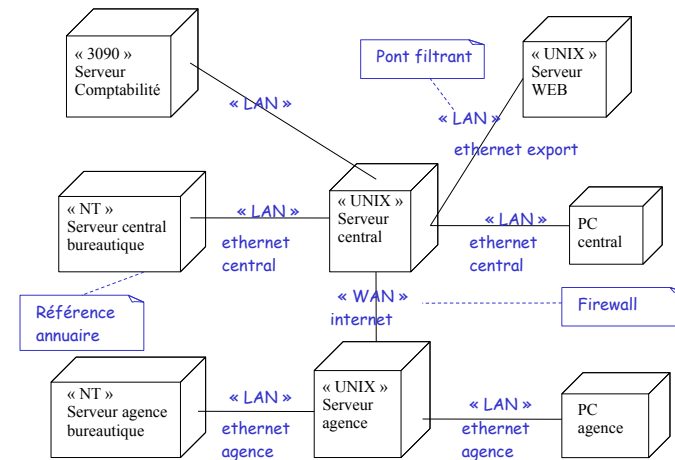 « 3090 »
Serveur
Comptabilité
Pont filtrant
« UNIX »
Serveur
WEB
« LAN »
« LAN »
ethernet export
« NT »
Serveur central
bureautique
« LAN »
ethernet
central
« UNIX »
Serveur
central
« LAN »
ethernet
central
PC
central
Référence
annuaire
« WAN »
internet
Firewall
« NT »
Serveur agence
bureautique
« LAN »
ethernet
agence
« UNIX »
Serveur
agence
« LAN »
ethernet
agence
PC
agence